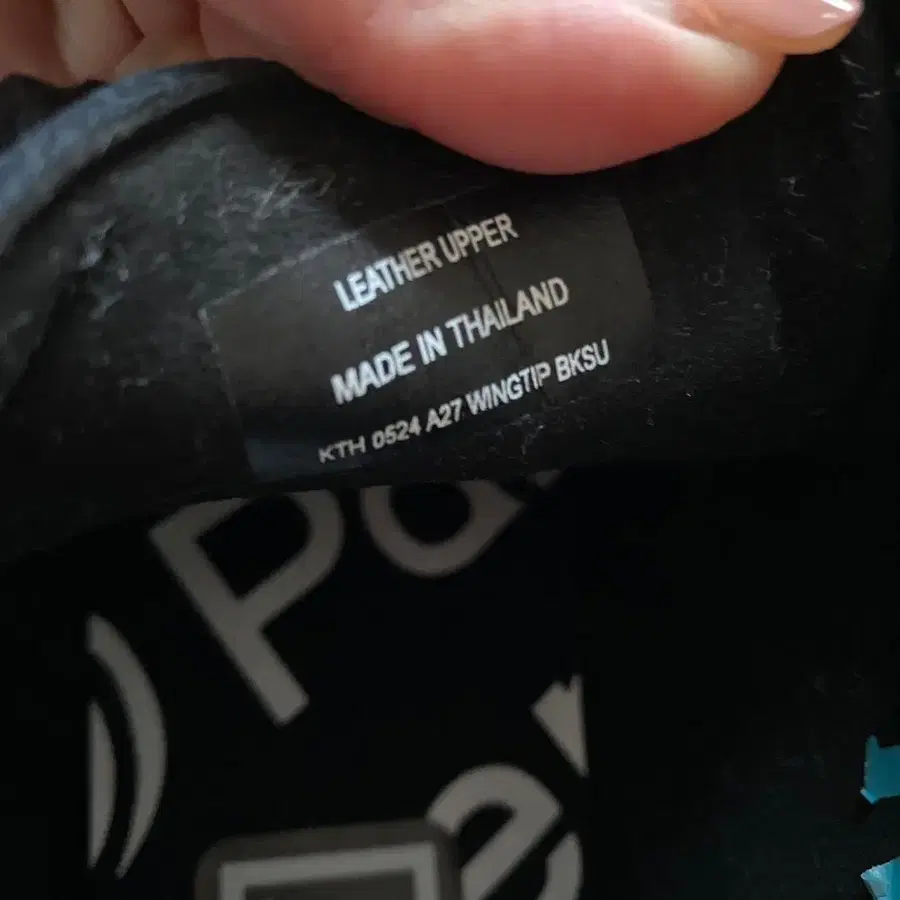 LEATHER UPPER
MADE IN THAILAND
KTH 0524 A27 WINGTIP BKSU